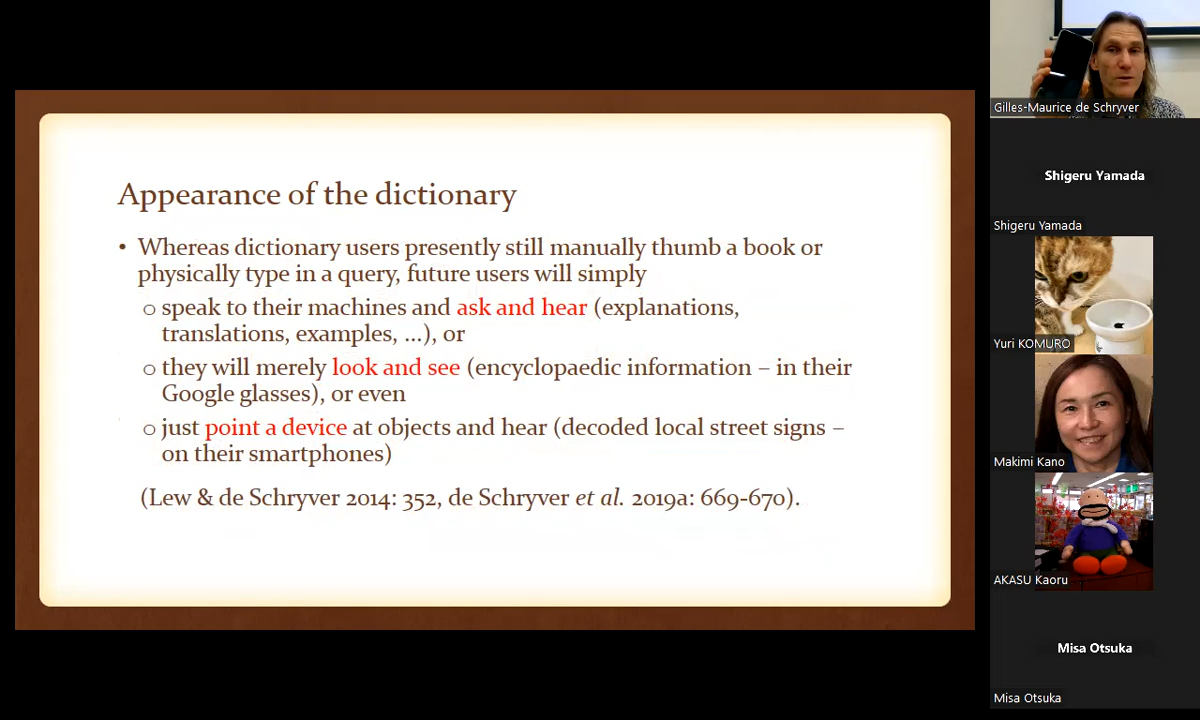 Appearance of the dictionary
• Whereas dictionary users presently still manually thumb a book or
physically type in a query, future users will simply
o speak to their machines and ask and hear (explanations,
translations, examples, ...), or
o they will merely look and see (encyclopaedic information – in their
Google glasses), or even
o just point a device at objects and hear (decoded local street signs –
on their smartphones)
(Lew & de Schryver 2014: 352, de Schryver et al. 2019a: 669-670).
Gilles-Maurice de Schryver
Shigeru Yamada
Shigeru Yamada
Yuri KOMURO
Makimi Kano
AKASU Kaoru
Misa Otsuka
Misa Otsuka